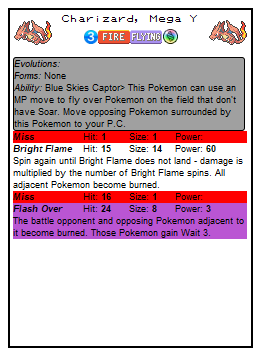 Charizard, Mega Y
3 FIRE FLYING
Evolutions:
Forms: None
Ability: Blue Skies Captor> This Pokemon can use an
MP move to fly over Pokemon on the field that don't
have Soar. Move opposing Pokemon surrounded by
this Pokemon to your P.C.
Miss Hit: 1 Size: 1 Power:
Bright Flame Hit: 15 Size: 14 Power: 60
Spin again until Bright Flame does not land - damage is
multiplied by the number of Bright Flame spins. All
adjacent Pokemon become burned.
Miss Hit: 16 Size: 1 Power:
Flash Over Hit: 24 Size: 8 Power: 3
The battle opponent and opposing Pokemon adjacent to
it become burned. Those Pokemon gain Wait 3.